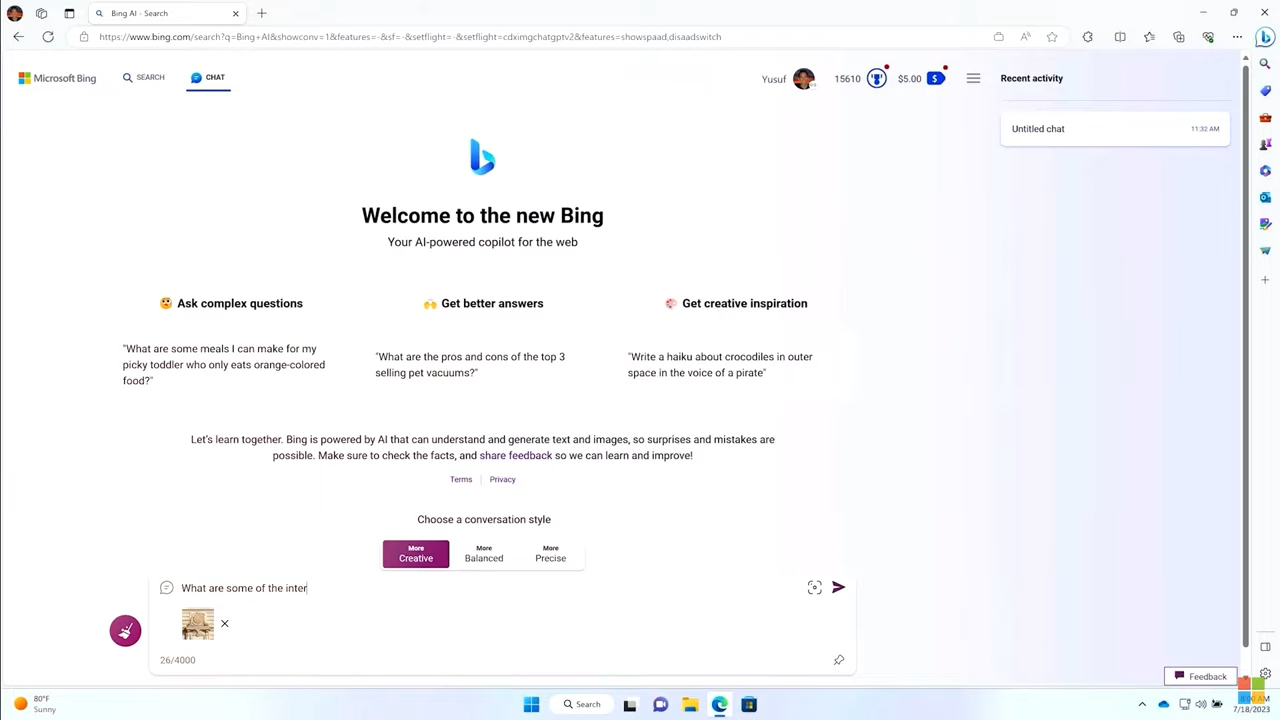 Bing AI - Search
https://www.bing.com/search?q=Bing+AI&showconv=1&features=-&sf=-&setflight=-&setflight=cdximgchatgptv2&features=showspaad,disaadswitch
Microsoft Bing
SEARCH
CHAT
Yusuf
15610
$5.00
Recent activity
Untitled chat
11:32 AM
Welcome to the new Bing
Your AI-powered copilot for the web
Ask complex questions
Get better answers
Get creative inspiration
"What are some meals I can make for my
picky toddler who only eats orange-colored
food?"
"What are the pros and cons of the top 3
selling pet vacuums?"
"Write a haiku about crocodiles in outer
space in the voice of a pirate"
Let's learn together. Bing is powered by AI that can understand and generate text and images, so surprises and mistakes are
possible. Make sure to check the facts, and share feedback so we can learn and improve!
Terms
Privacy
Choose a conversation style
More
Creative
More
Balanced
More
Precise
What are some of the inter
26/4000
Feedback
80°F
Sunny
Search
AM
7/18/2023